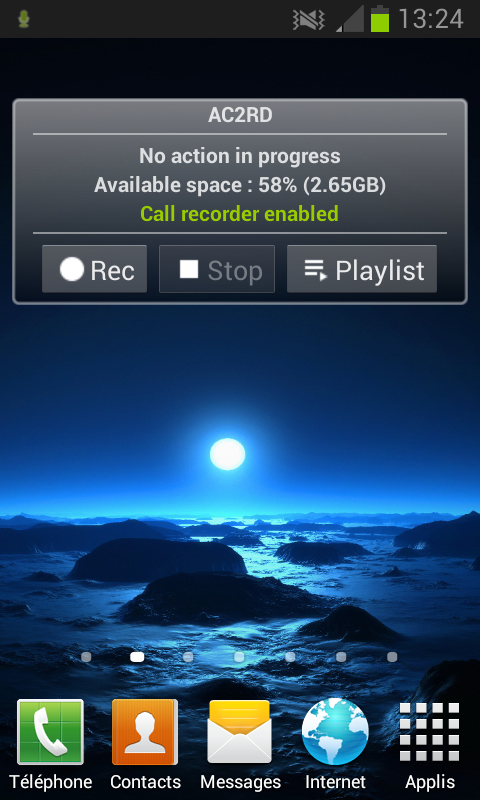 13:24
AC2RD
No action in progress
Available space : 58% (2.65GB)
Call recorder enabled
Rec Stop Playlist
Téléphone Contacts Messages Internet Applis